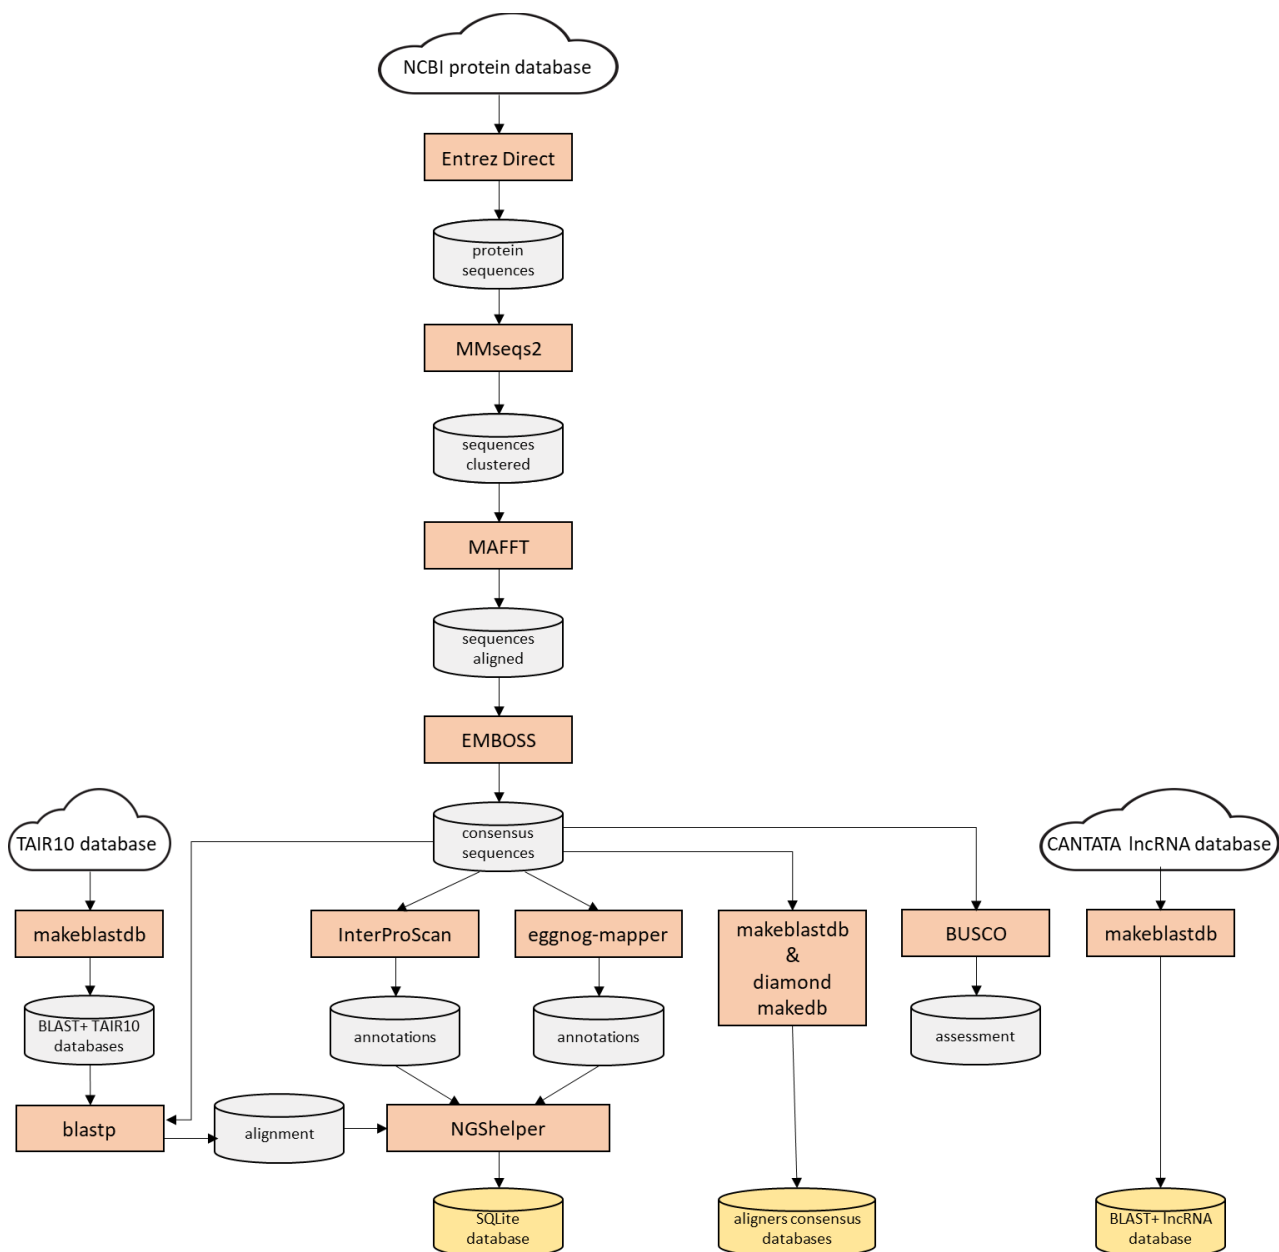 NCBI protein database
Entrez Direct
protein
sequences
MMseqs2
sequences
clustered
MAFFT
sequences
aligned
EMBOSS
consensus
sequences
TAIR10 database
CANTATA lncRNA database
makeblastdb
InterProScan
eggnog-mapper
makeblastdb
&
diamond
makedb
BUSCO
makeblastdb
BLAST+ TAIR10
databases
annotations
annotations
assessment
blastp
alignment
NGShelper
SQLite
database
aligners consensus
databases
BLAST+ lncRNA
database